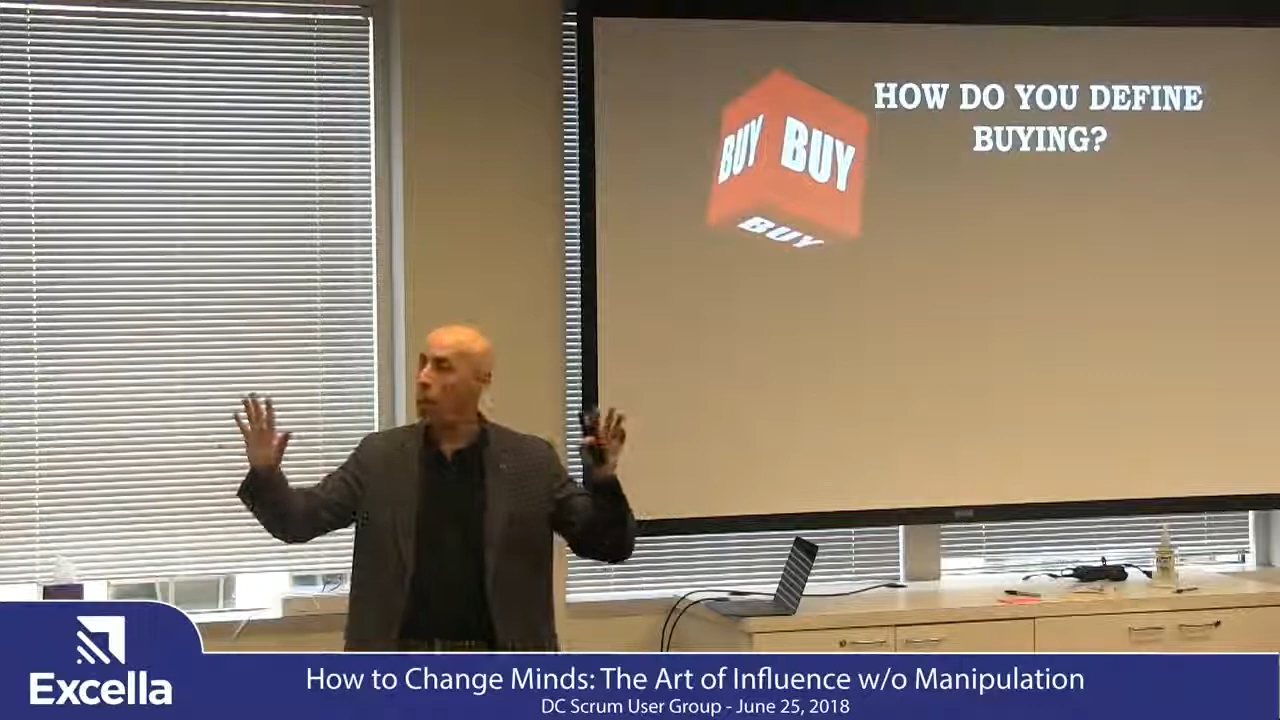 HOW DO YOU DEFINE
BUYING?
BUY
BUY
BUY
Excella
How to Change Minds: The Art of Influence w/o Manipulation
DC Scrum User Group - June 25, 2018